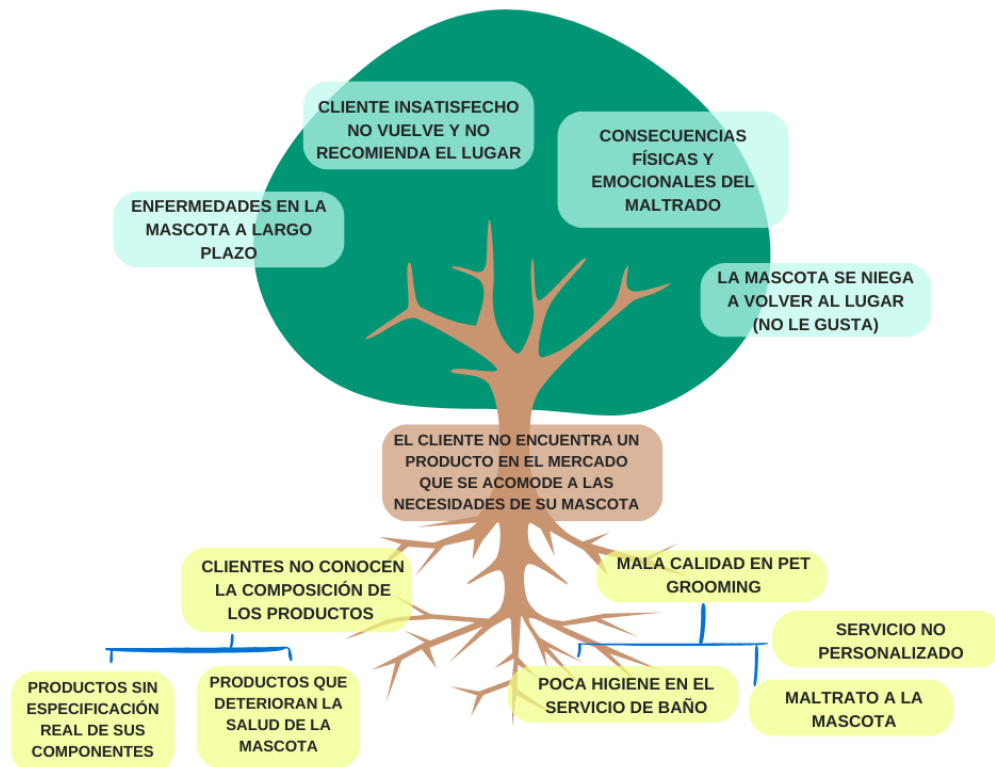 CLIENTE INSATISFECHO
NO VUELVE Y NO
RECOMIENDA EL LUGAR
CONSECUENCIAS
FÍSICAS Y
EMOCIONALES DEL
MALTRADO
ENFERMEDADES EN LA
MASCOTA A LARGO
PLAZO
LA MASCOTA SE NIEGA
A VOLVER AL LUGAR
(NO LE GUSTA)
EL CLIENTE NO ENCUENTRA UN
PRODUCTO EN EL MERCADO
QUE SE ACOMODE A LAS
NECESIDADES DE SU MASCOTA
CLIENTES NO CONOCEN
LA COMPOSICIÓN DE
LOS PRODUCTOS
MALA CALIDAD EN PET
GROOMING
SERVICIO NO
PERSONALIZADO
PRODUCTOS SIN
ESPECIFICACIÓN
REAL DE SUS
COMPONENTES
PRODUCTOS QUE
DETERIORAN LA
SALUD DE LA
MASCOTA
POCA HIGIENE EN EL
SERVICIO DE BAÑO
MALTRATO A LA
MASCOTA